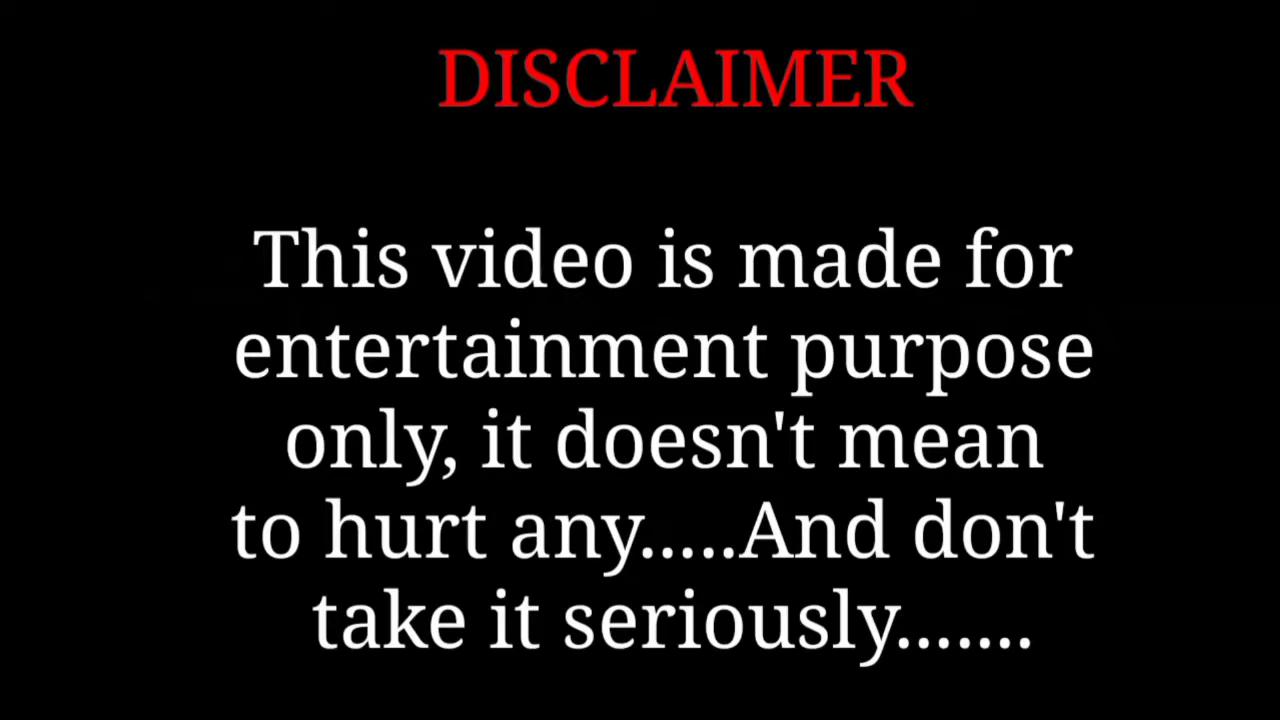 DISCLAIMER
This video is made for
entertainment purpose
only, it doesn't mean
to hurt any.....And don't
take it seriously.......